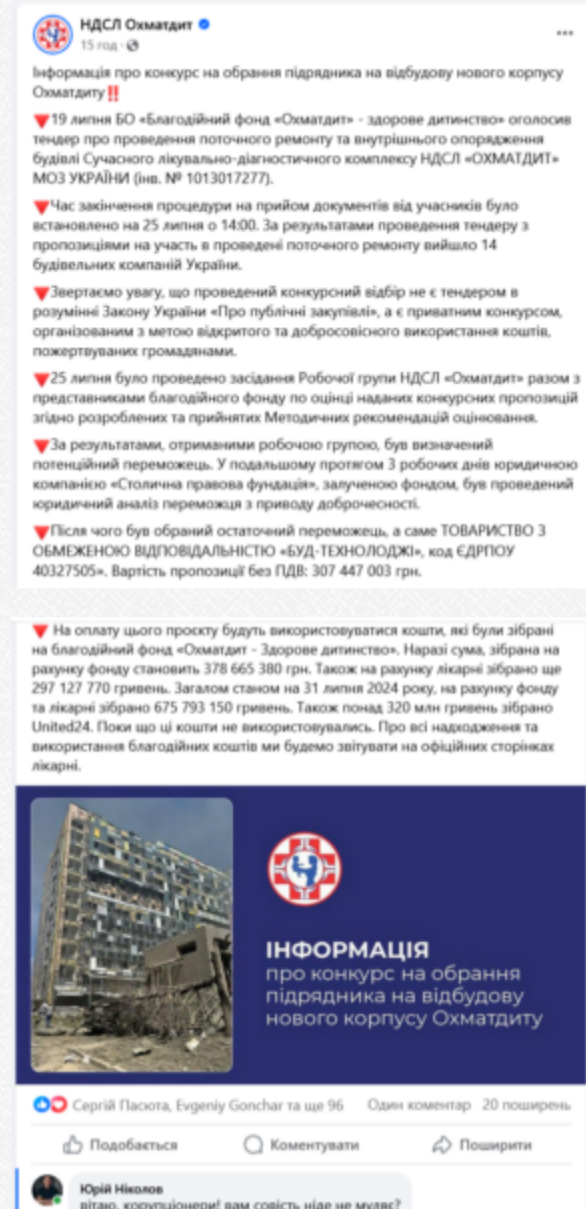 НДСЛ Охматдит
15 год
Інформація про конкурс на обрання підрядника на відбудову нового корпусу
Охматдиту‼️
🔻19 липня БО «Благодійний фонд «Охматдит» - здорове дитинство» оголосив
тендер про проведення поточного ремонту та внутрішнього опорядження
будівлі Сучасного лікувально-діагностичного комплексу НДСЛ «ОХМАТДИТ»
МОЗ УКРАЇНИ (інв. № 1013017277).
🔻Час закінчення процедури на прийом документів від учасників було
встановлено на 25 липня о 14:00. За результатами проведення тендеру з
пропозиціями на участь в проведені поточного ремонту вийшло 14
будівельних компаній України.
🔻Звертаємо увагу, що проведений конкурсний відбір не є тендером в
розумінні Закону України «Про публічні закупівлі», а є приватним конкурсом,
організованим з метою відкритого та добросовісного використання коштів,
пожертвуваних громадянами.
🔻25 липня було проведено засідання Робочої групи НДСЛ «Охматдит» разом з
представниками благодійного фонду по оцінці наданих конкурсних пропозицій
згідно розроблених та прийнятих Методичних рекомендацій оцінювання.
🔻За результатами, отриманими робочою групою, був визначений
потенційний переможець. У подальшому протягом 3 робочих днів юридичною
компанією «Столична правова фундація», залученою фондом, був проведений
юридичний аналіз переможця з приводу доброчесності.
🔻Після чого був обраний остаточний переможець, а саме ТОВАРИСТВО З
ОБМЕЖЕНОЮ ВІДПОВІДАЛЬНІСТЮ «БУД-ТЕХНОЛОДЖІ», код ЄДРПОУ
40327505». Вартість пропозиції без ПДВ: 307 447 003 грн.
🔻 На оплату цього проєкту будуть використовуватися кошти, які були зібрані
на благодійний фонд «Охматдит - Здорове дитинство». Наразі сума, зібрана на
рахунку фонду становить 378 665 380 грн. Також на рахунку лікарні зібрано ще
297 127 770 гривень. Загалом станом на 31 липня 2024 року, на рахунку фонду
та лікарні зібрано 675 793 150 гривень. Також понад 320 млн гривень зібрано
United24. Поки що ці кошти не використовувались. Про всі надходження та
використання благодійних коштів ми будемо звітувати на офіційних сторінках
лікарні.
ІНФОРМАЦІЯ
про конкурс на обрання
підрядника на відбудову
нового корпусу Охматдиту
Сергій Пасюта, Evgeniy Gonchar та ще 96 Один коментар 20 поширень
Подобається Коментувати Поширити
Юрій Ніколов
вітаю, корупціонери! вам совість ніде не муляє?